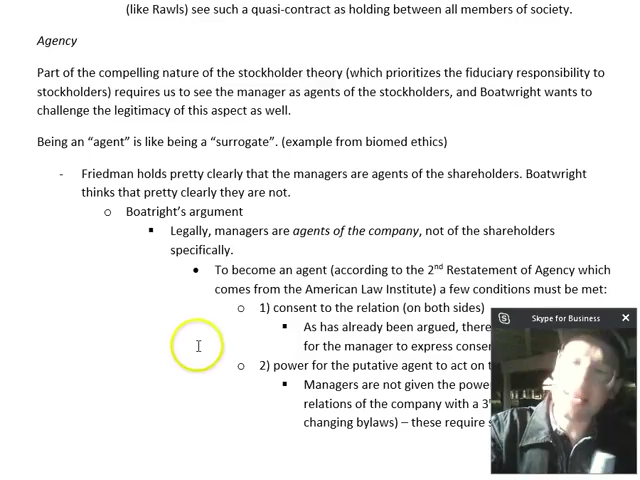 (like Rawls) see such a quasi-contract as holding between all members of society.
Agency
Part of the compelling nature of the stockholder theory (which prioritizes the fiduciary responsibility to
stockholders) requires us to see the manager as agents of the stockholders, and Boatwright wants to
challenge the legitimacy of this aspect as well.
Being an “agent” is like being a “surrogate”. (example from biomed ethics)
- Friedman holds pretty clearly that the managers are agents of the shareholders. Boatwright
thinks that pretty clearly they are not.
o Boatright's argument
▪ Legally, managers are agents of the company, not of the shareholders
specifically.
• To become an agent (according to the 2nd Restatement of Agency which
comes from the American Law Institute) a few conditions must be met:
o 1) consent to the relation (on both sides)
▪ As has already been argued, there
for the manager to express
o 2) power for the putative agent to act on
▪ Managers are not given the
relations of the company with a
changing bylaws) – these require
Skype for Business